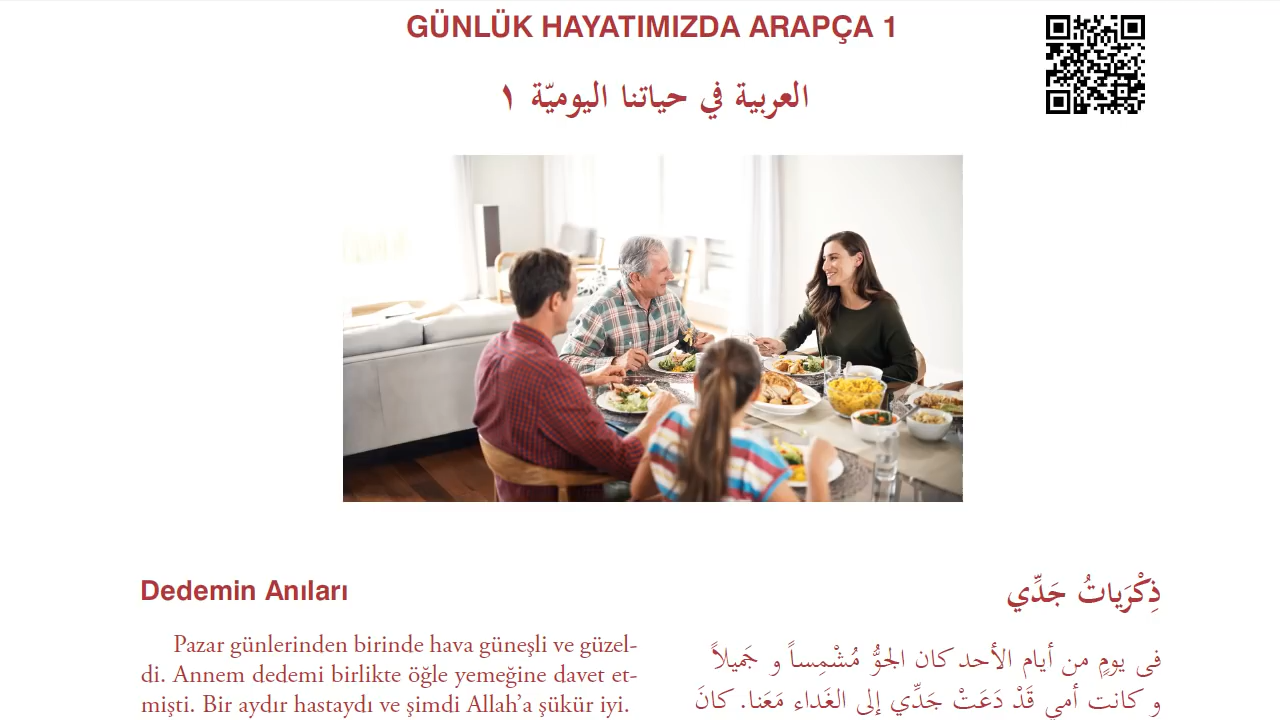 GÜNLÜK HAYATIMIZDA ARAPÇA 1
العربية في حياتنا اليوميّة ١
Dedemin Anıları
Pazar günlerinden birinde hava güneşli ve güzel-
di. Annem dedemi birlikte öğle yemeğine davet et-
mişti. Bir aydır hastaydı ve şimdi Allah’a şükür iyi.
ذِكْرَياتُ جَدِّي
فى يومٍ من أيام الأحد كان الجوُّ مُشْمِساً و جَميلاً
و كانت أمي قَدْ دَعَتْ جَدِّي إلى الغَداء مَعَنا. كانَ